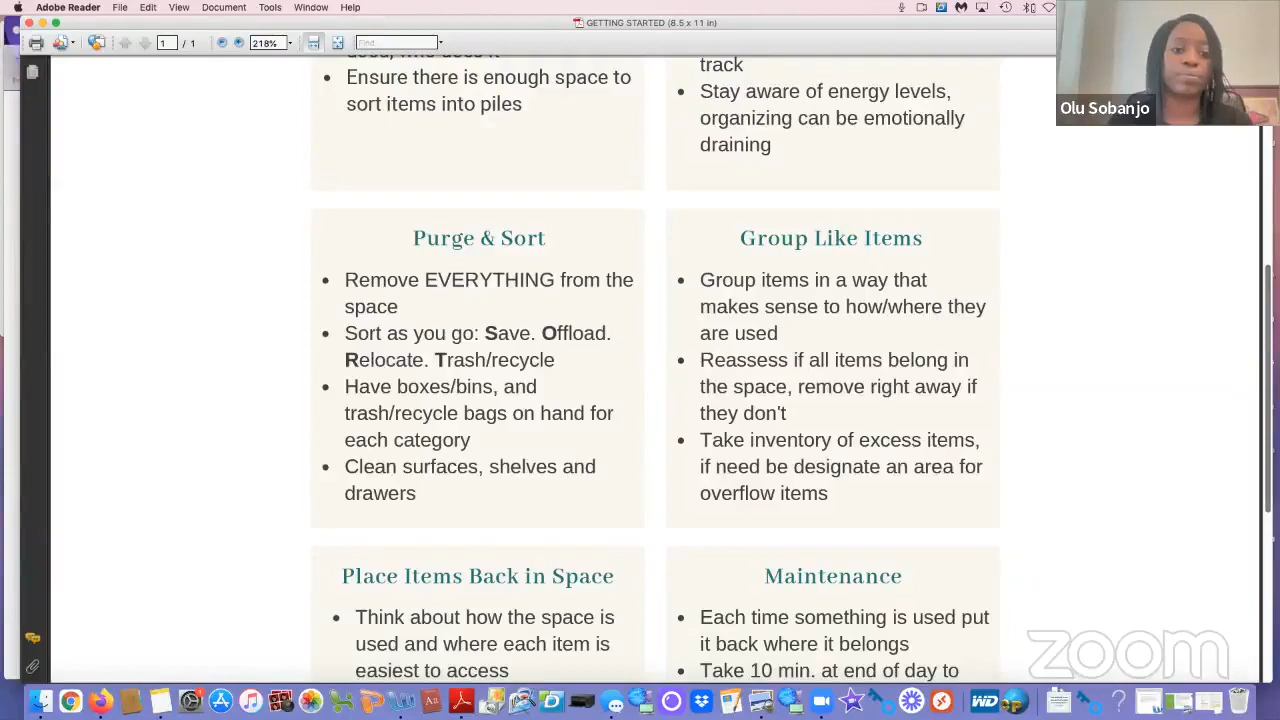 Adobe Reader File Edit View Document Tools Window Help
GETTING STARTED (8.5 x 11 in)
1 / 1 218% Find
used, who uses it
Ensure there is enough space to
sort items into piles
track
Stay aware of energy levels,
organizing can be emotionally
draining
Olu Sobanjo
Purge & Sort
Remove EVERYTHING from the
space
Sort as you go: Save. Offload.
Relocate. Trash/recycle
Have boxes/bins, and
trash/recycle bags on hand for
each category
Clean surfaces, shelves and
drawers
Group Like Items
Group items in a way that
makes sense to how/where they
are used
Reassess if all items belong in
the space, remove right away if
they don't
Take inventory of excess items,
if need be designate an area for
overflow items
Place Items Back in Space
Think about how the space is
used and where each item is
easiest to access
Maintenance
Each time something is used put
it back where it belongs
Take 10 min. at end of day to
zoom
WD